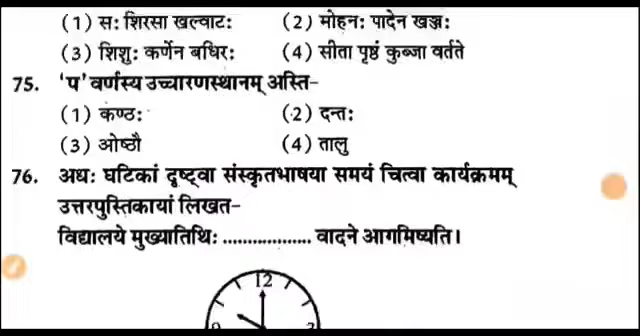 (1) सः शिरसा खल्वाटः (2) मोहनः पादेन खञ्जः
(3) शिशुः कर्णेन बधिरः (4) सीता पृष्ठं कुब्जा वर्तते
75. 'प' वर्णस्य उच्चारणस्थानम् अस्ति-
(1) कण्ठः (2) दन्तः
(3) ओष्ठौ (4) तालु
76. अधः घटिकां दृष्ट्वा संस्कृतभाषया समयं चित्वा कार्यक्रमम्
उत्तरपुस्तिकायां लिखत-
विद्यालये मुख्यातिथिः .................. वादने आगमिष्यति।
12